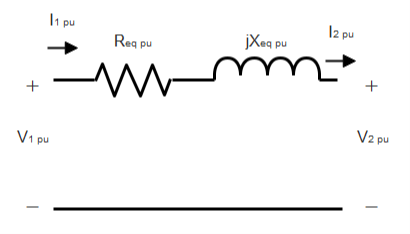 I1 pu
Req pu
jXeq pu
I2 pu
+
+
V1 pu
V2 pu
–
–